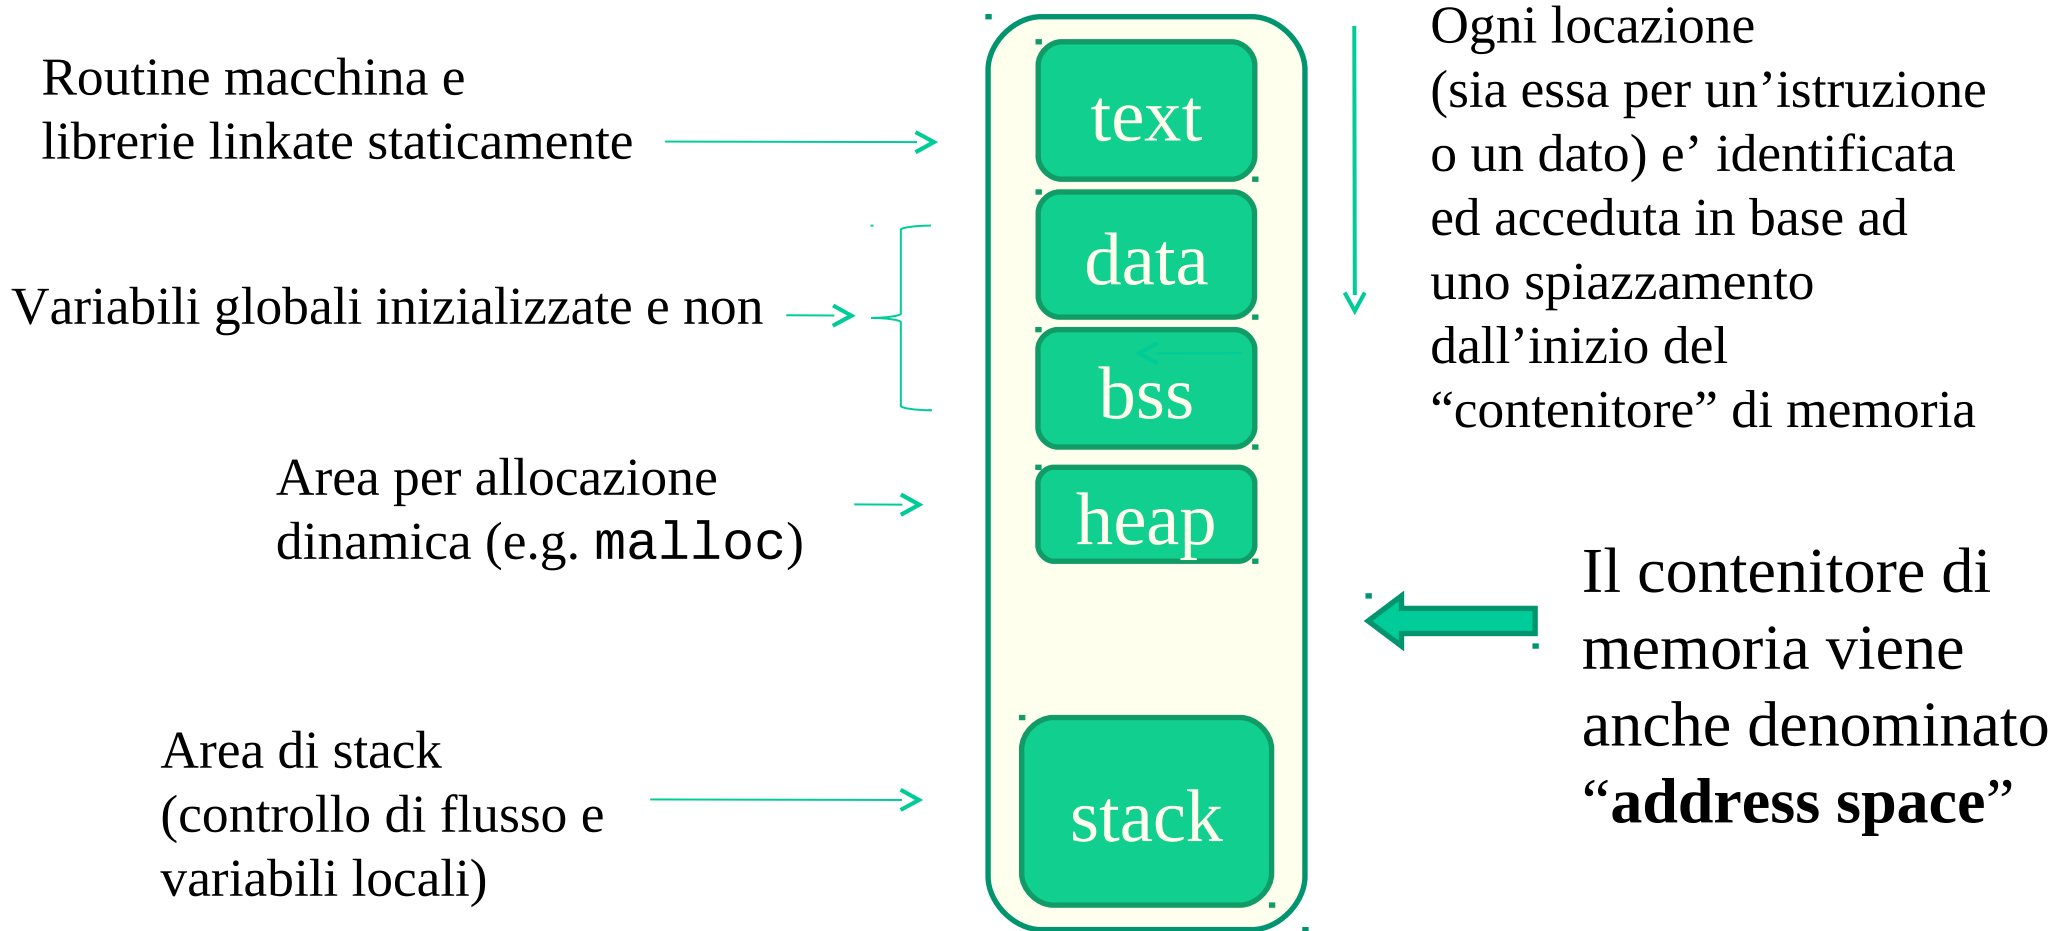 Routine macchina e
librerie linkate staticamente
Variabili globali inizializzate e non
Area per allocazione
dinamica (e.g. malloc)
Area di stack
(controllo di flusso e
variabili locali)
text
data
bss
heap
stack
Ogni locazione
(sia essa per un’istruzione
o un dato) e’ identificata
ed acceduta in base ad
uno spiazzamento
dall’inizio del
“contenitore” di memoria
Il contenitore di
memoria viene
anche denominato
“address space”